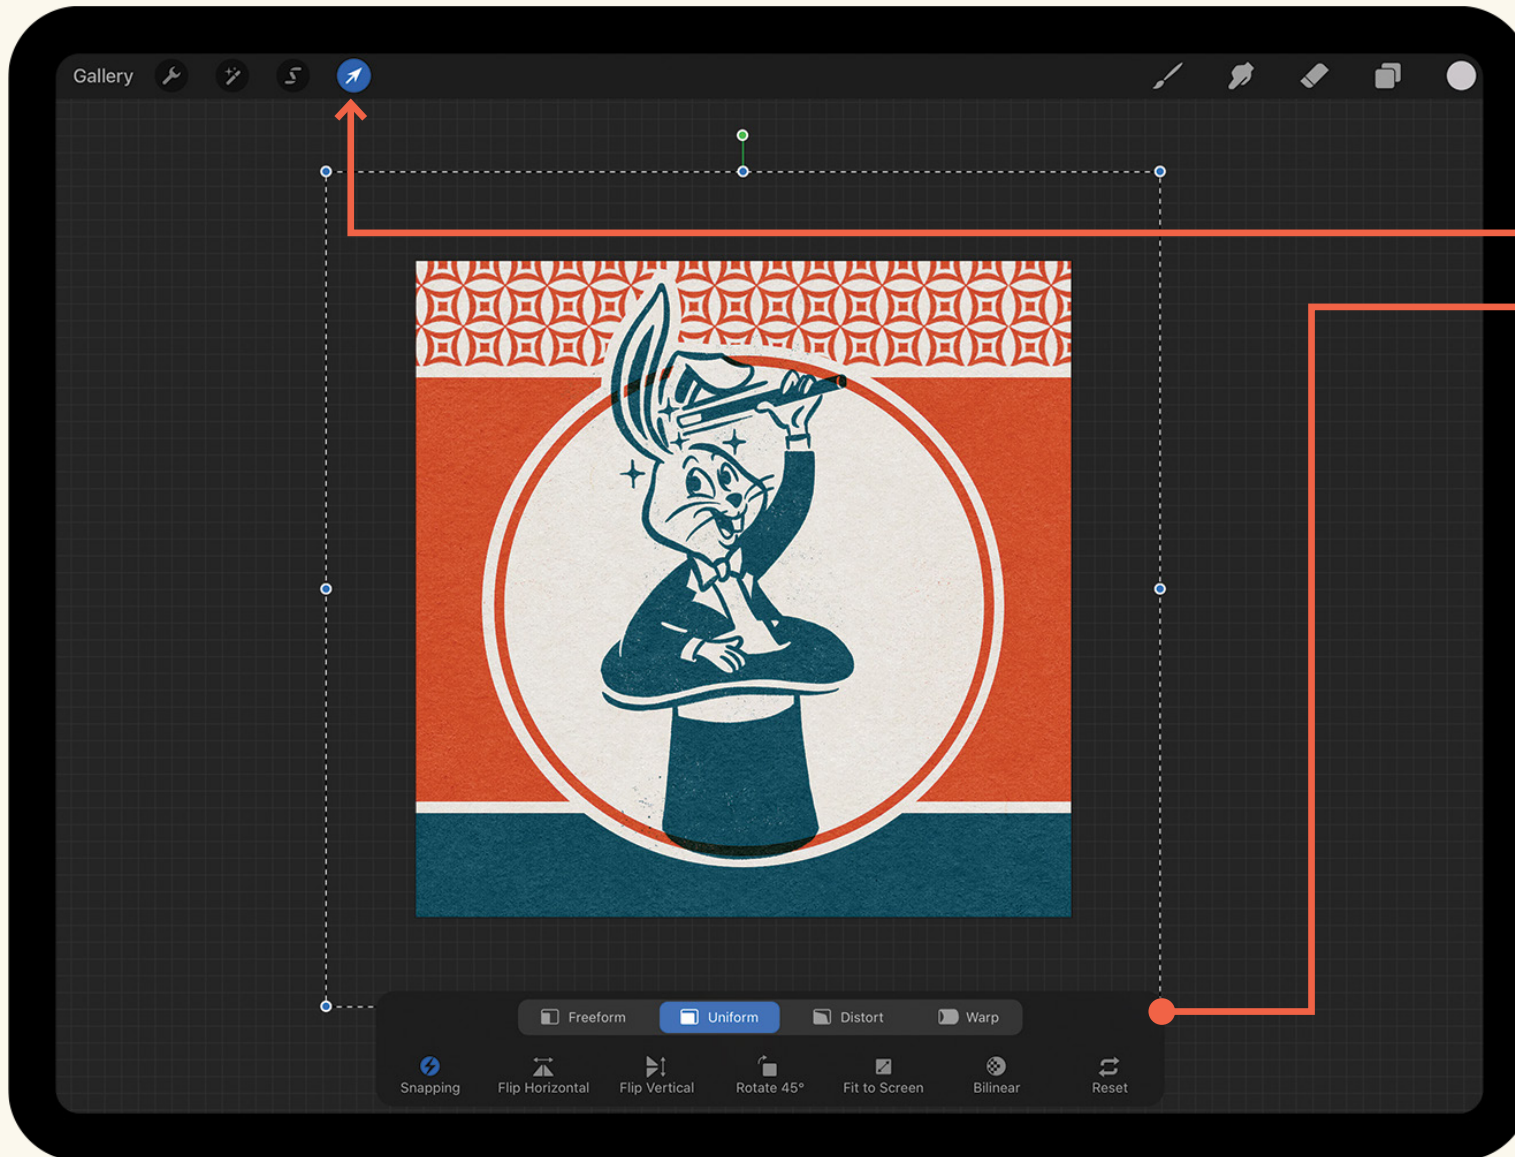 Gallery
Freeform Uniform Distort Warp
Snapping Flip Horizontal Flip Vertical Rotate 45° Fit to Screen Bilinear Reset